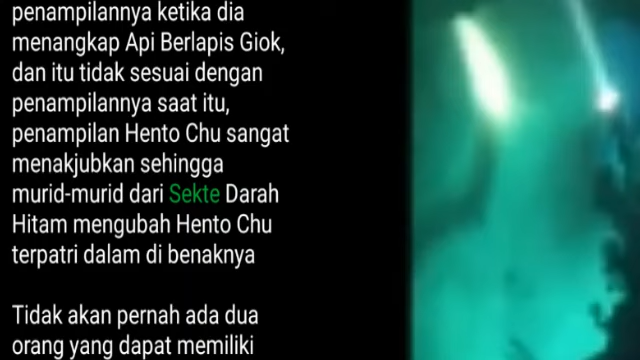 penampilannya ketika dia
menangkap Api Berlapis Giok,
dan itu tidak sesuai dengan
penampilannya saat itu,
penampilan Hento Chu sangat
menakjubkan sehingga
murid-murid dari Sekte Darah
Hitam mengubah Hento Chu
terpatri dalam di benaknya
Tidak akan pernah ada dua
orang yang dapat memiliki